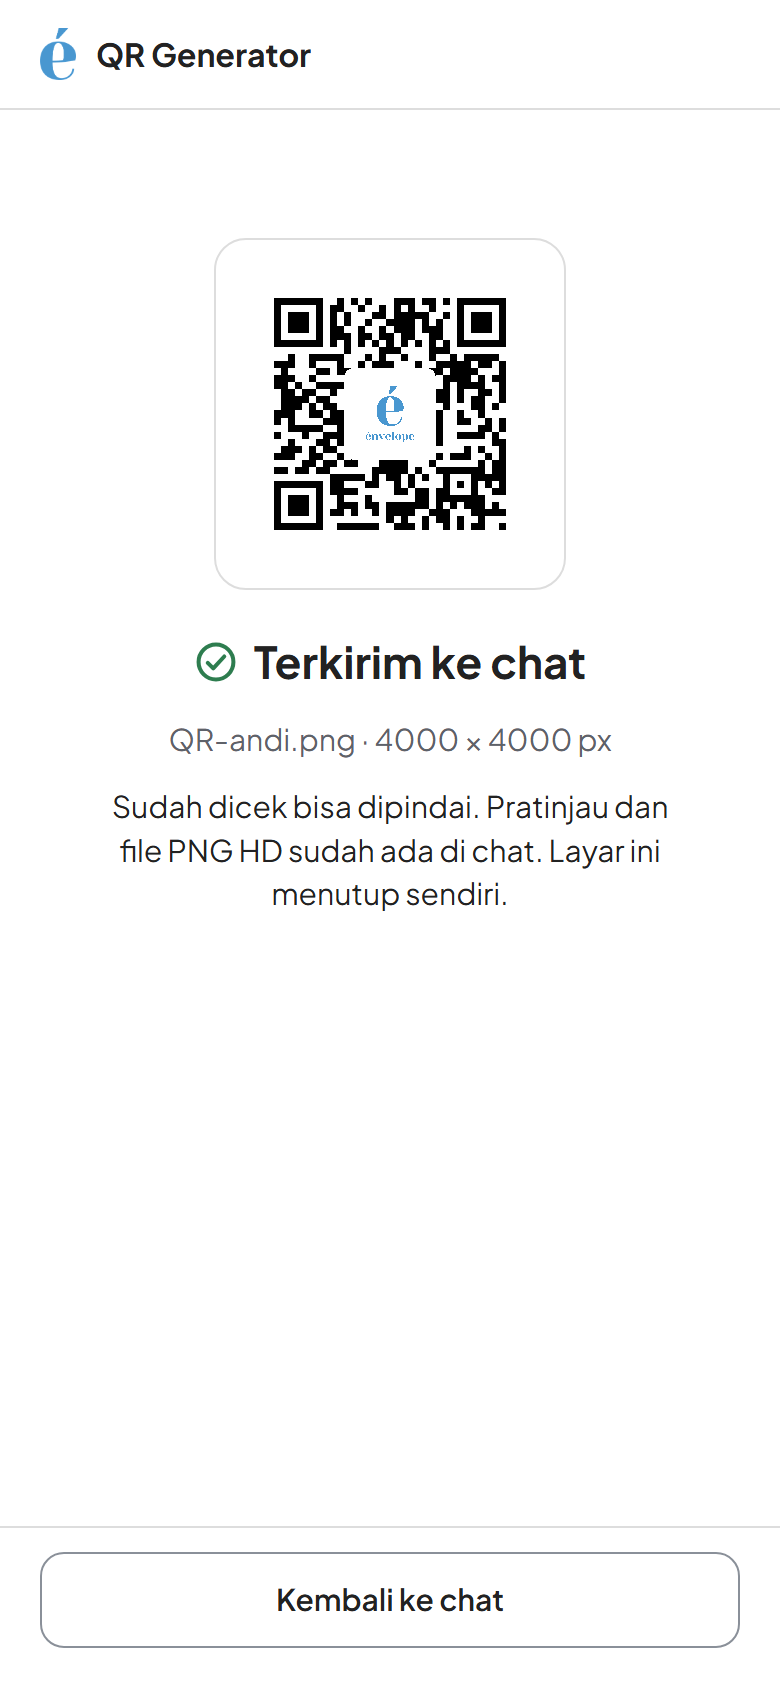 é QR Generator
é
énvelope
Terkirim ke chat
QR-andi.png · 4000 × 4000 px
Sudah dicek bisa dipindai. Pratinjau dan
file PNG HD sudah ada di chat. Layar ini
menutup sendiri.
Kembali ke chat